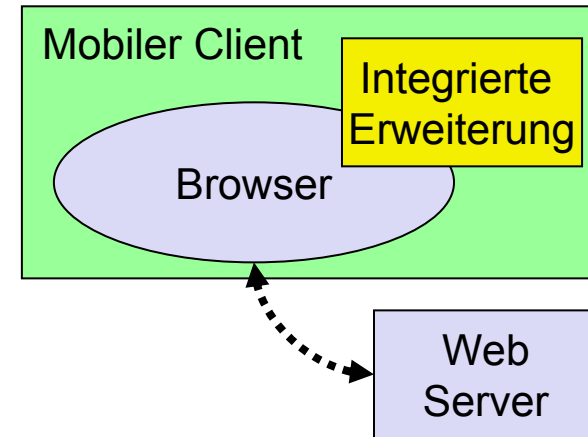 Mobiler Client
Integrierte
Erweiterung
Browser
Web
Server